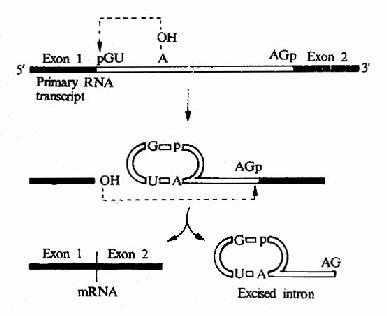 OH
Exon 1 pGU A AGp Exon 2
5' 3'
Primary RNA
transcript
G p
AGp
OH U A
Exon 1 Exon 2
G p
AG
U A
mRNA Excised intron